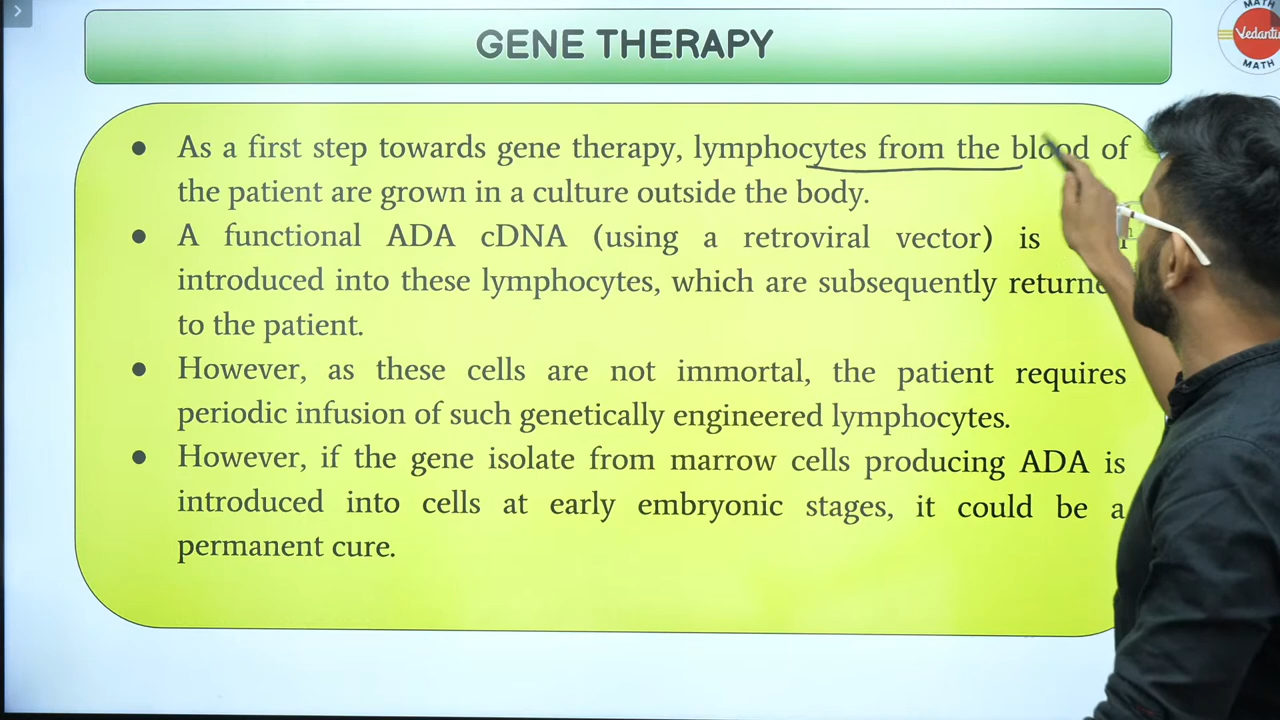 GENE THERAPY
MATH
Vedantu
MATH
● As a first step towards gene therapy, lymphocytes from the blood of
the patient are grown in a culture outside the body.
● A functional ADA cDNA (using a retroviral vector) is
introduced into these lymphocytes, which are subsequently
to the patient.
● However, as these cells are not immortal, the patient requires
periodic infusion of such genetically engineered lymphocytes.
● However, if the gene isolate from marrow cells producing ADA is
introduced into cells at early embryonic stages, it could be a
permanent cure.